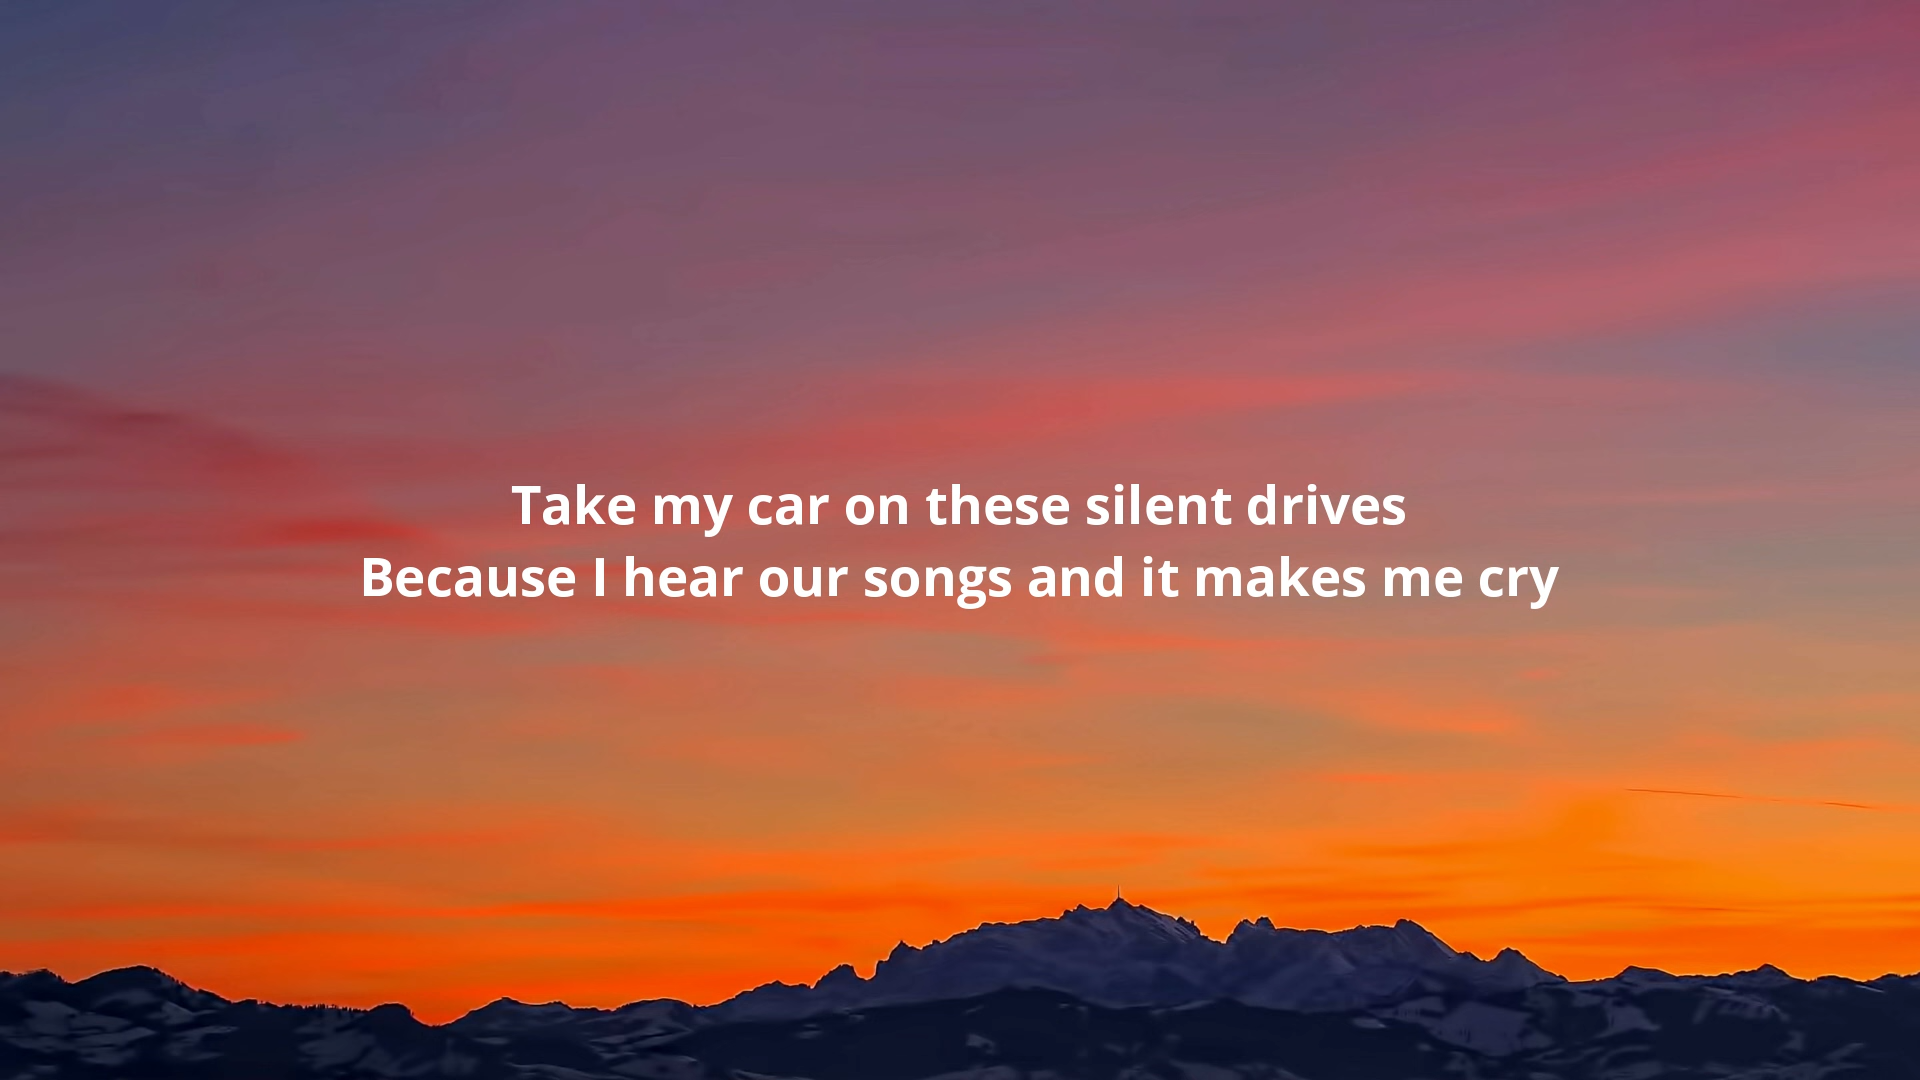 Take my car on these silent drives
Because I hear our songs and it makes me cry